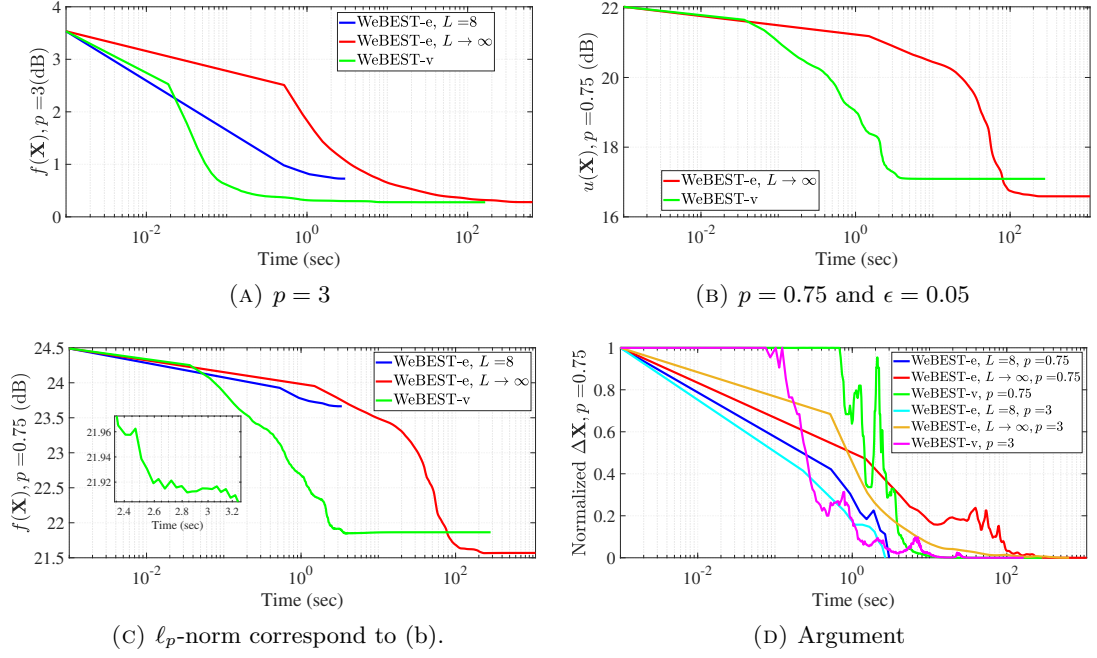 f(X), p =3(dB)
4
3
2
1
0
WeBEST-e, L =8
WeBEST-e, L → ∞
WeBEST-v
10^-2
10^0
10^2
Time (sec)
(A) p = 3
u(X), p =0.75 (dB)
22
20
18
16
WeBEST-e, L → ∞
WeBEST-v
10^-2
10^0
10^2
Time (sec)
(B) p = 0.75 and ϵ = 0.05
f(X), p =0.75 (dB)
24.5
24
23.5
23
22.5
22
21.5
WeBEST-e, L =8
WeBEST-e, L → ∞
WeBEST-v
21.96
21.94
21.92
2.4 2.6 2.8 3 3.2
Time (sec)
10^-2
10^0
10^2
Time (sec)
(C) ℓp-norm correspond to (b).
Normalized ΔX, p =0.75
1
0.8
0.6
0.4
0.2
0
WeBEST-e, L =8, p =0.75
WeBEST-e, L → ∞, p =0.75
WeBEST-v, p =0.75
WeBEST-e, L =8, p =3
WeBEST-e, L → ∞, p =3
WeBEST-v, p =3
10^-2
10^0
10^2
Time (sec)
(D) Argument